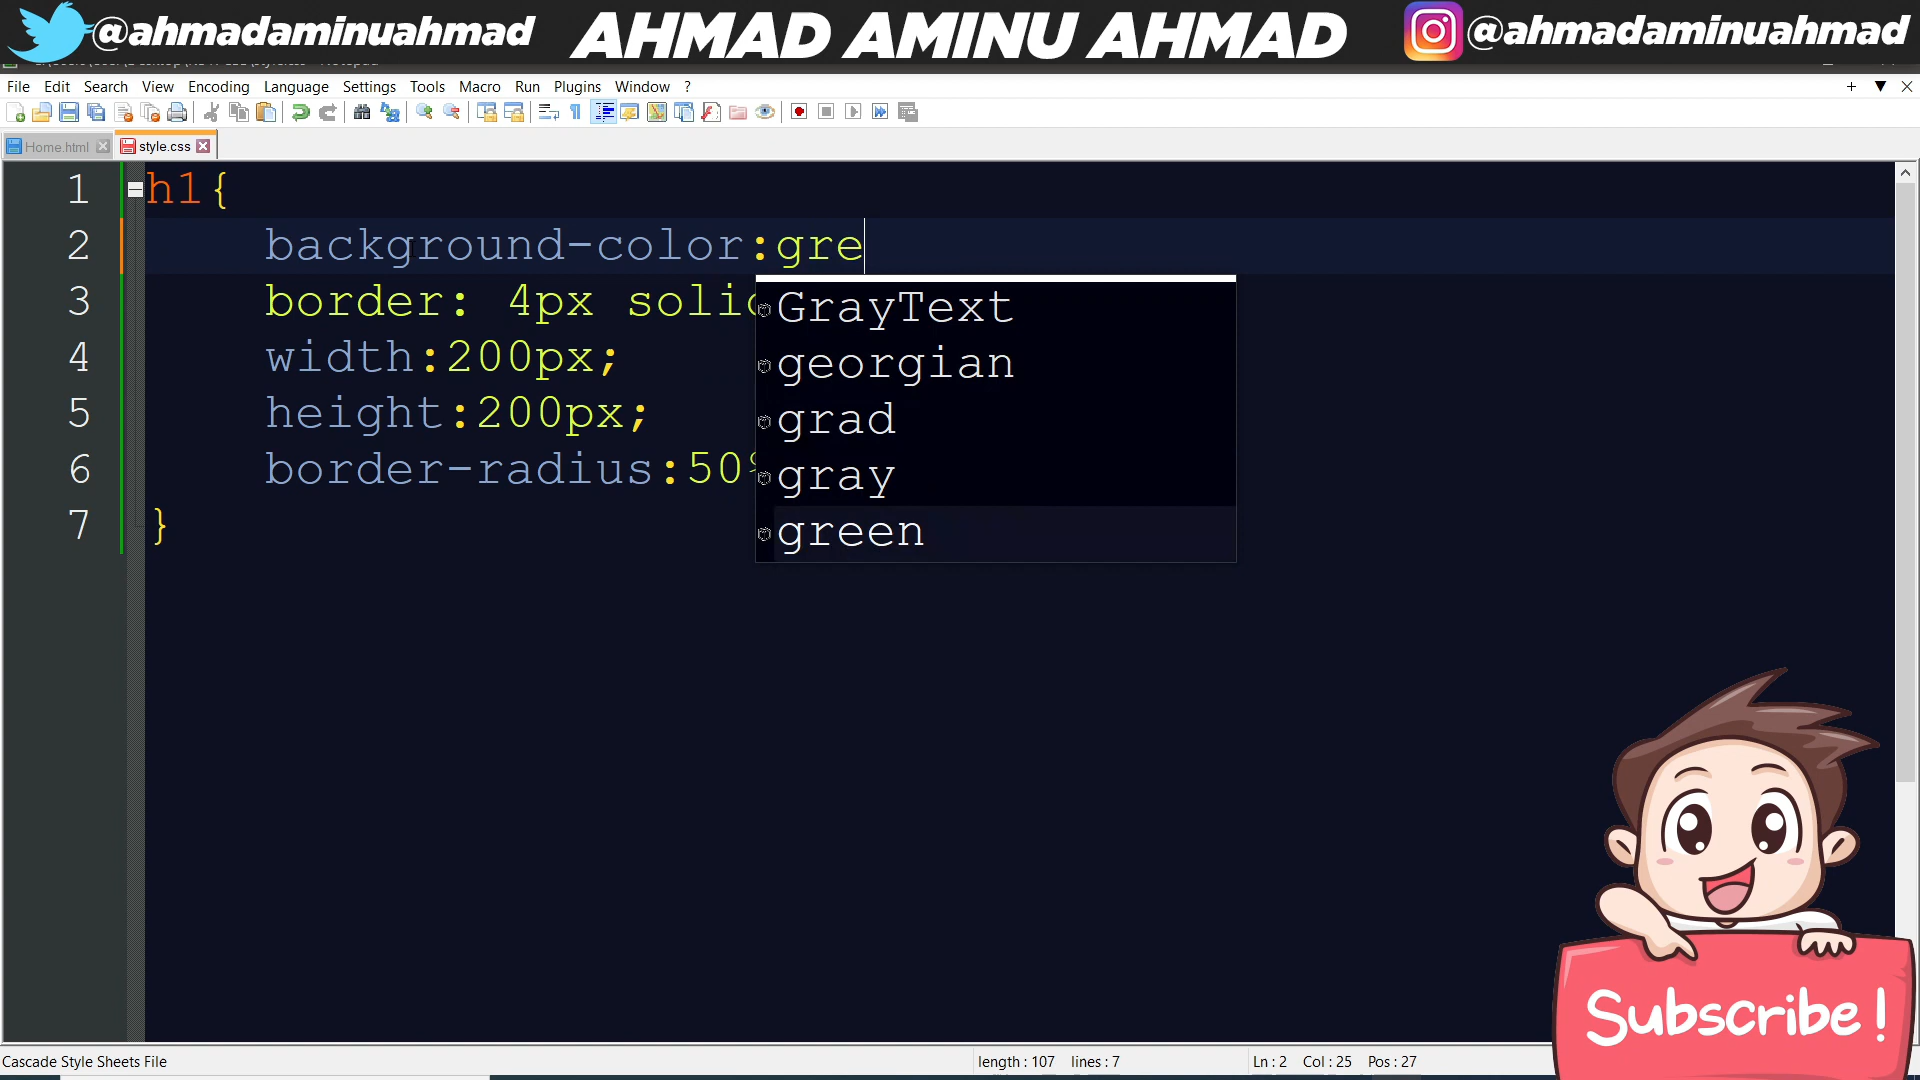 @ahmadaminuahmad AHMAD AMINU AHMAD @ahmadaminuahmad
File Edit Search View Encoding Language Settings Tools Macro Run Plugins Window ?
Home.html style.css
1 h1{
2 background-color:gre
3 border: 4px solid
4 width:200px;
5 height:200px;
6 border-radius:50%
7 }
GrayText
georgian
grad
gray
green
Subscribe!
Cascade Style Sheets File length : 107 lines : 7 Ln : 2 Col : 25 Pos : 27